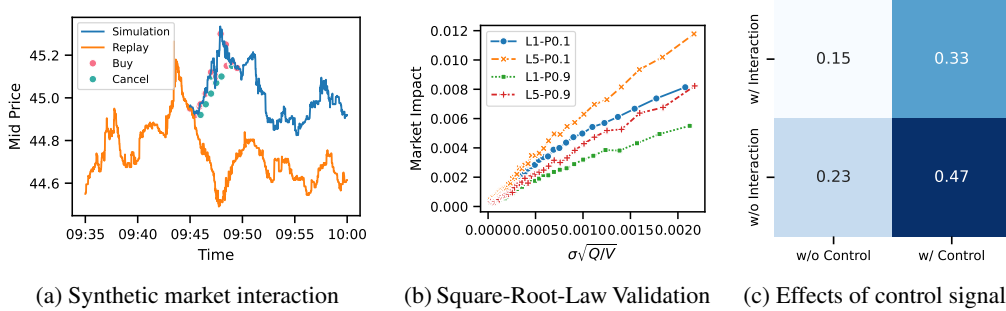 Simulation
Replay
Buy
Cancel
45.2
45.0
44.8
44.6
Mid Price
09:35 09:40 09:45 09:50 09:55 10:00
Time
(a) Synthetic market interaction
L1-P0.1
L5-P0.1
L1-P0.9
L5-P0.9
0.012
0.010
0.008
0.006
0.004
0.002
0.000
Market Impact
0.0000 0.0005 0.0010 0.0015 0.0020
σ√Q/V
(b) Square-Root-Law Validation
w/ Interaction
0.15 0.33
w/o Interaction
0.23 0.47
w/o Control w/ Control
(c) Effects of control signal